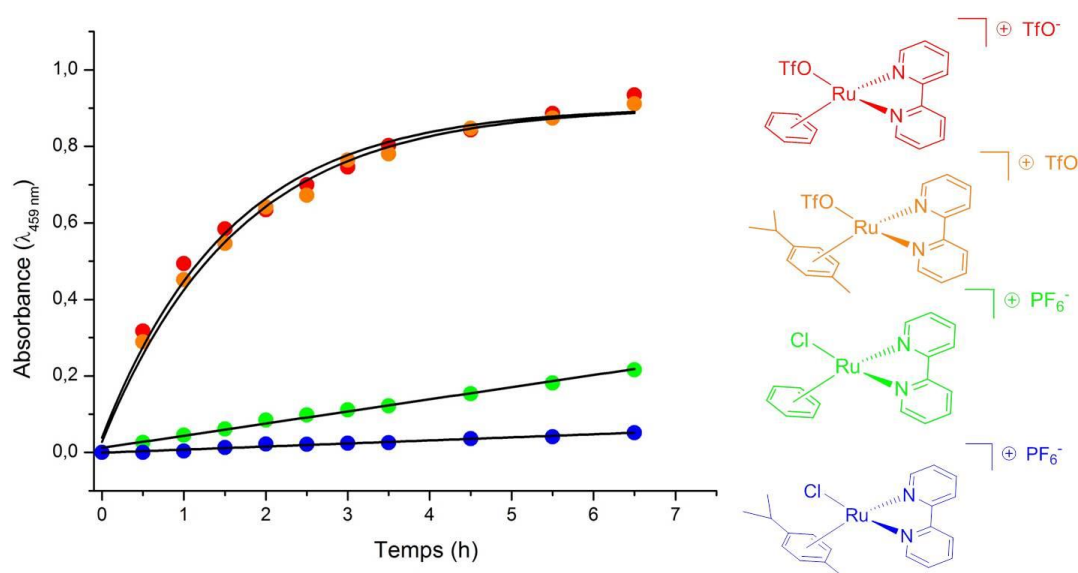 1,0
0,8
0,6
0,4
0,2
0,0
Absorbance (λ459 nm)
0 1 2 3 4 5 6 7
Temps (h)
⊕ TfO-
TfO
Ru
N
N
⊕ TfO
TfO
Ru
N
N
⊕ PF6-
Cl
Ru
N
N
⊕ PF6-
Cl
Ru
N
N